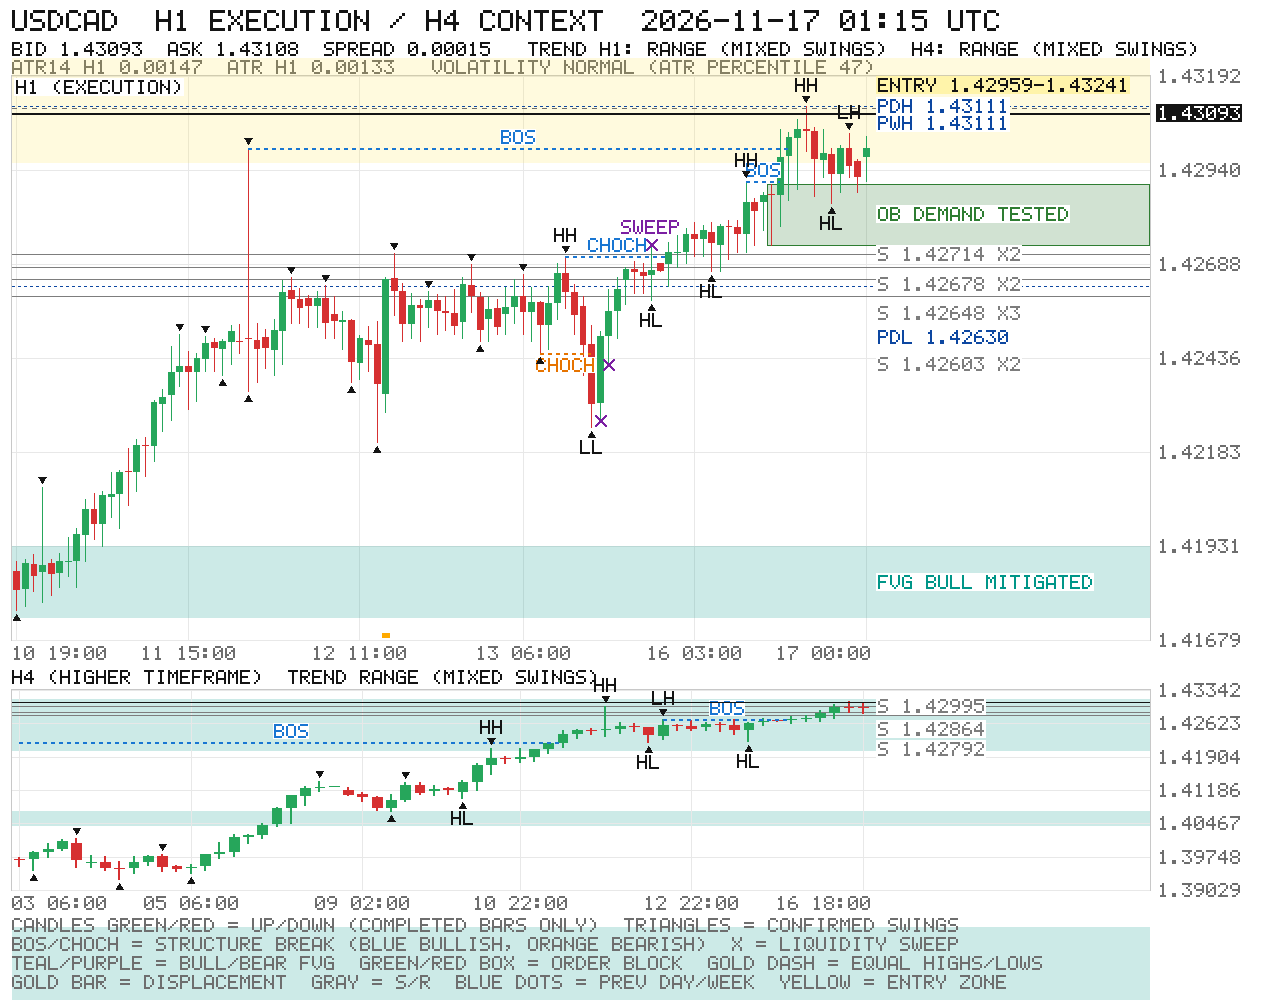 USDCAD  H1 EXECUTION / H4 CONTEXT  2026-11-17 01:15 UTC
BID 1.43093  ASK 1.43108  SPREAD 0.00015  TREND H1: RANGE (MIXED SWINGS)  H4: RANGE (MIXED SWINGS)
ATR14 H1 0.00147  ATR H1 0.00133  VOLATILITY NORMAL (ATR PERCENTILE 47)
H1 (EXECUTION)
HH
ENTRY 1.42959-1.43241
1.43192
PDH 1.43111
LH
1.43093
PWH 1.43111
BOS
HH
BOS
1.42940
OB DEMAND TESTED
HL
SWEEP
HH
CHOCH
S 1.42714 X2
1.42688
S 1.42678 X2
HL
S 1.42648 X3
HL
PDL 1.42630
1.42436
CHOCH
S 1.42603 X2
LL
1.42183
1.41931
FVG BULL MITIGATED
1.41679
10 19:00
11 15:00
12 11:00
13 06:00
16 03:00
17 00:00
H4 (HIGHER TIMEFRAME)  TREND RANGE (MIXED SWINGS)
HH
1.43342
LH
S 1.42995
BOS
1.42623
HH
BOS
S 1.42864
S 1.42792
1.41904
HL
HL
1.41186
HL
1.40467
1.39748
1.39029
03 06:00
05 06:00
09 02:00
10 22:00
12 22:00
16 18:00
CANDLES GREEN/RED = UP/DOWN (COMPLETED BARS ONLY)  TRIANGLES = CONFIRMED SWINGS
BOS/CHOCH = STRUCTURE BREAK (BLUE BULLISH, ORANGE BEARISH)  X = LIQUIDITY SWEEP
TEAL/PURPLE = BULL/BEAR FVG  GREEN/RED BOX = ORDER BLOCK  GOLD DASH = EQUAL HIGHS/LOWS
GOLD BAR = DISPLACEMENT  GRAY = S/R  BLUE DOTS = PREV DAY/WEEK  YELLOW = ENTRY ZONE